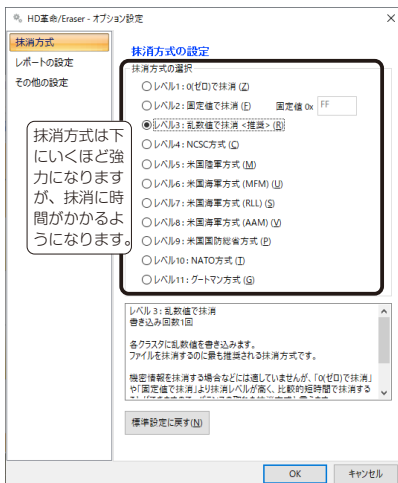 HD革命/Eraser - オプション設定
抹消方式
レポートの設定
その他の設定
抹消方式の設定
抹消方式の選択
レベル1 : 0(ゼロ)で抹消 (Z)
レベル2 : 固定値で抹消 (F) 固定値 0x FF
レベル3 : 乱数値で抹消 <推奨> (R)
レベル4 : NCSC方式 (C)
レベル5 : 米国陸軍方式 (M)
レベル6 : 米国海軍方式 (MFM) (U)
レベル7 : 米国海軍方式 (RLL) (S)
レベル8 : 米国空軍方式 (AAM) (V)
レベル9 : 米国国防総省方式 (P)
レベル10 : NATO方式 (T)
レベル11 : グートマン方式 (G)
抹消方式は下
にいくほど強
力になります
が、抹消に時
間がかかるよ
うになります。
レベル 3 : 乱数値で抹消
書き込み回数1回
各クラスタに乱数値を書き込みます。
ファイルを抹消するのに最も推奨される抹消方式です。
機密情報を抹消する場合などには適していませんが、「0(ゼロ)で抹消」
や「固定値で抹消」より抹消レベルが高く、比較的短時間で抹消する
標準設定に戻す(N)
OK キャンセル